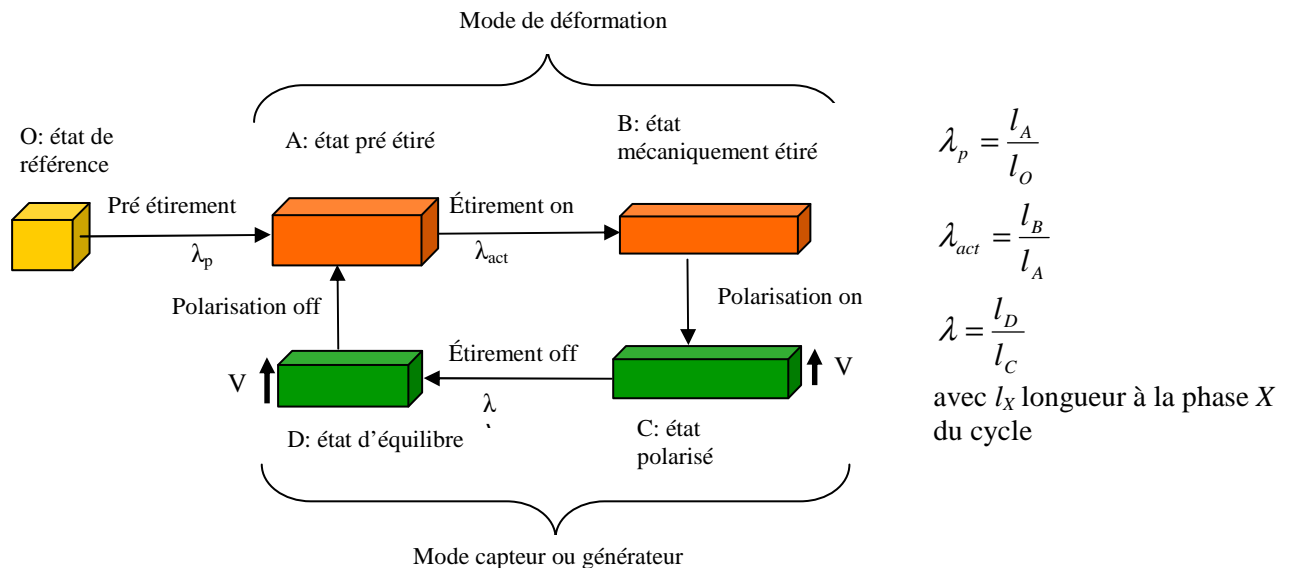 Mode de déformation
O: état de
référence
A: état pré étiré
B: état
mécaniquement étiré
Pré étirement
λp
Étirement on
λact
Polarisation off
Polarisation on
V
Étirement off
λ
V
D: état d'équilibre
C: état
polarisé
Mode capteur ou générateur
λp = lA / lO
λact = lB / lA
λ = lD / lC
avec lX longueur à la phase X
du cycle